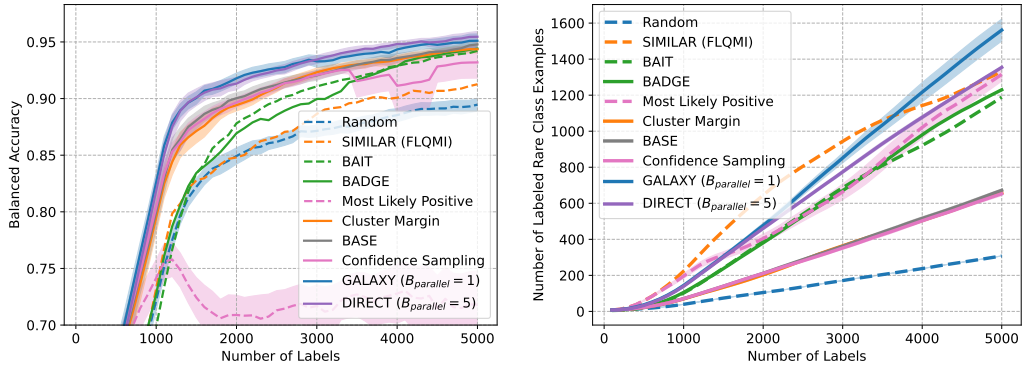 0.95
0.90
0.85
0.80
0.75
0.70
Balanced Accuracy
0
1000
2000
3000
4000
5000
Number of Labels
Random
SIMILAR (FLQMI)
BAIT
BADGE
Most Likely Positive
Cluster Margin
BASE
Confidence Sampling
GALAXY (B_parallel = 1)
DIRECT (B_parallel = 5)
1600
1400
1200
1000
800
600
400
200
0
Number of Labeled Rare Class Examples
0
1000
2000
3000
4000
5000
Number of Labels
Random
SIMILAR (FLQMI)
BAIT
BADGE
Most Likely Positive
Cluster Margin
BASE
Confidence Sampling
GALAXY (B_parallel = 1)
DIRECT (B_parallel = 5)